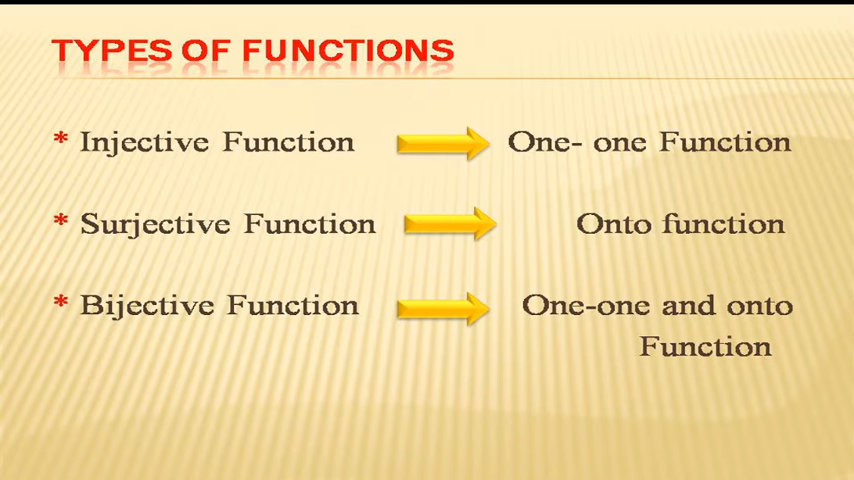 TYPES OF FUNCTIONS
* Injective Function One- one Function
* Surjective Function Onto function
* Bijective Function One-one and onto
Function